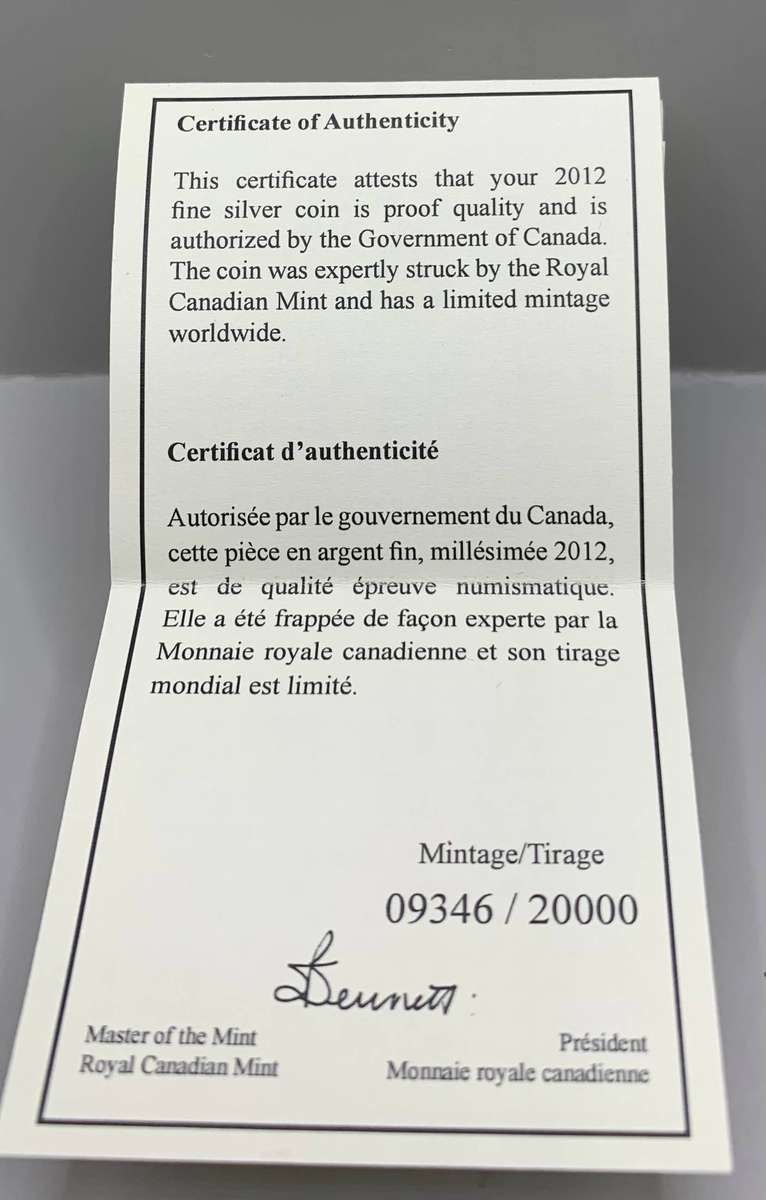 Certificate of Authenticity
This certificate attests that your 2012
fine silver coin is proof quality and is
authorized by the Government of Canada.
The coin was expertly struck by the Royal
Canadian Mint and has a limited mintage
worldwide.
Certificat d’authenticité
Autorisée par le gouvernement du Canada,
cette pièce en argent fin, millésimée 2012,
est de qualité épreuve numismatique.
Elle a été frappée de façon experte par la
Monnaie royale canadienne et son tirage
mondial est limité.
Mintage/Tirage
09346 / 20000
Bennett
Master of the Mint
Royal Canadian Mint
Président
Monnaie royale canadienne